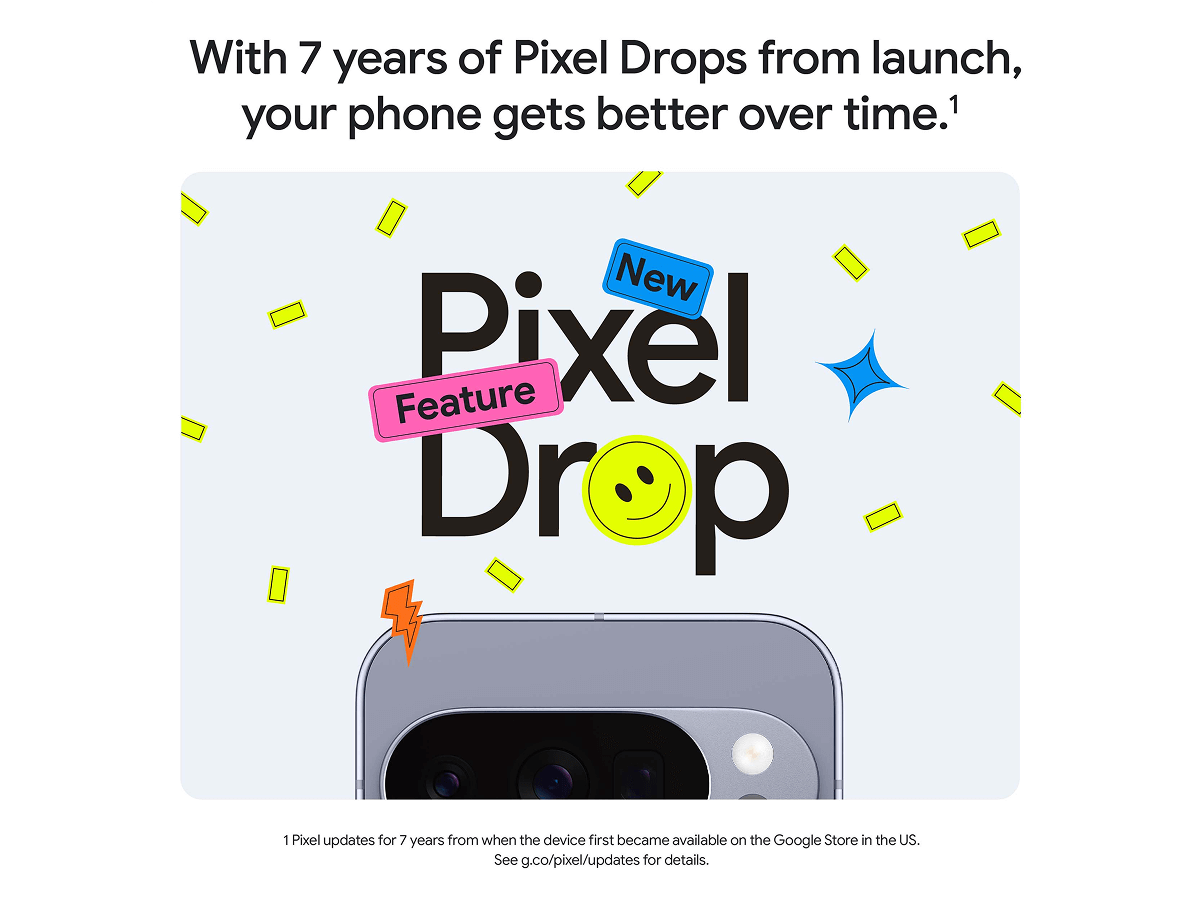 With 7 years of Pixel Drops from launch,
your phone gets better over time.¹
New
Pixel
Feature
Drop
1 Pixel updates for 7 years from when the device first became available on the Google Store in the US.
See g.co/pixel/updates for details.